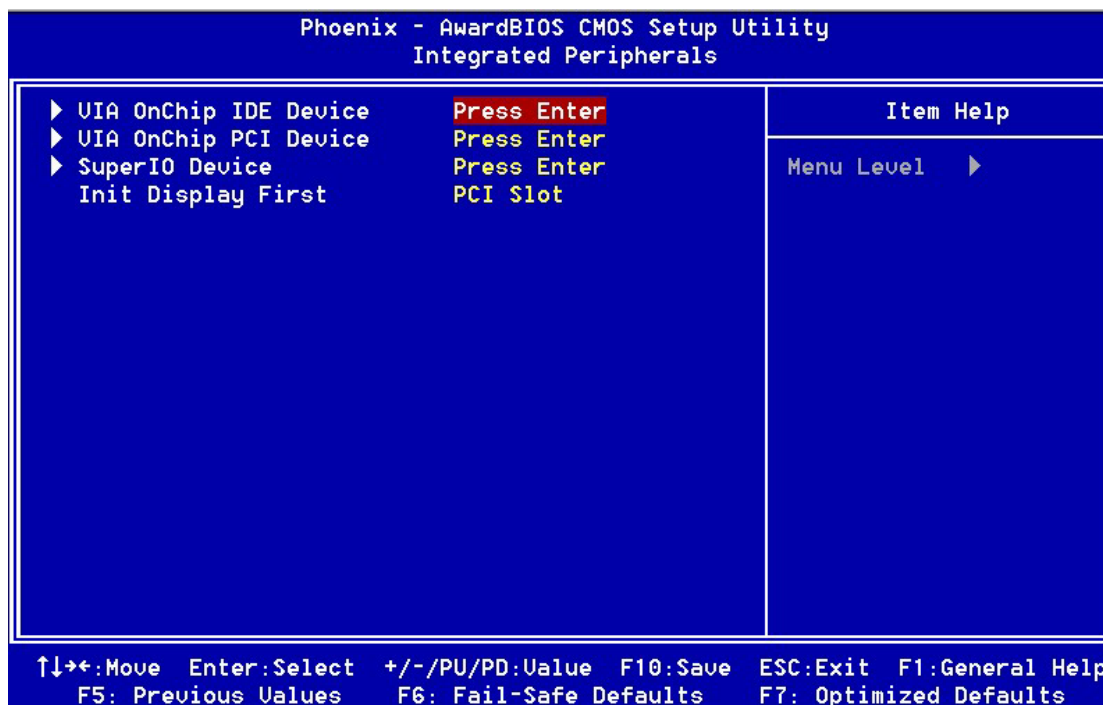 Phoenix - AwardBIOS CMOS Setup Utility
Integrated Peripherals
VIA OnChip IDE Device Press Enter
VIA OnChip PCI Device Press Enter
SuperIO Device Press Enter
Init Display First PCI Slot
Item Help
Menu Level
↑↓→←:Move Enter:Select +/-/PU/PD:Value F10:Save ESC:Exit F1:General Help
F5: Previous Values F6: Fail-Safe Defaults F7: Optimized Defaults